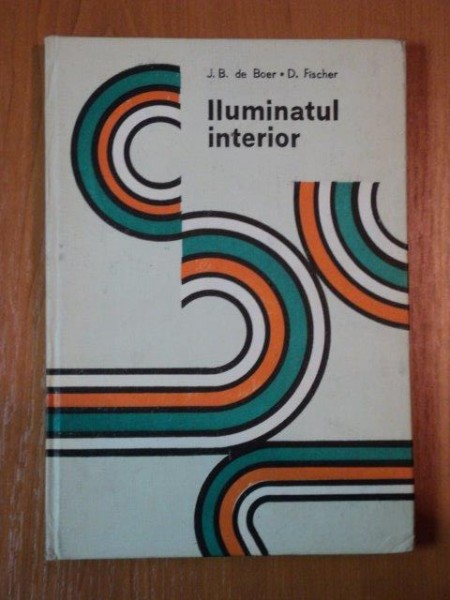 J. B. de Boer • D. Fischer
Iluminatul
interior